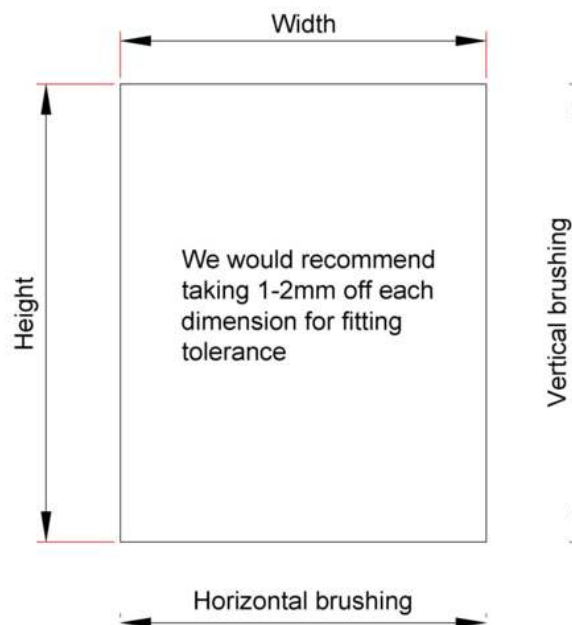 Width
Height
We would recommend
taking 1-2mm off each
dimension for fitting
tolerance
Vertical brushing
Horizontal brushing